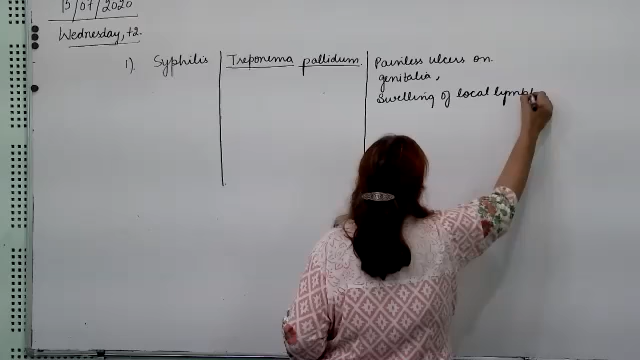 15/07/2020
Wednesday, +2.
1) Syphilis Treponema pallidum Painless ulcers on
genitalia,
Swelling of local lymph